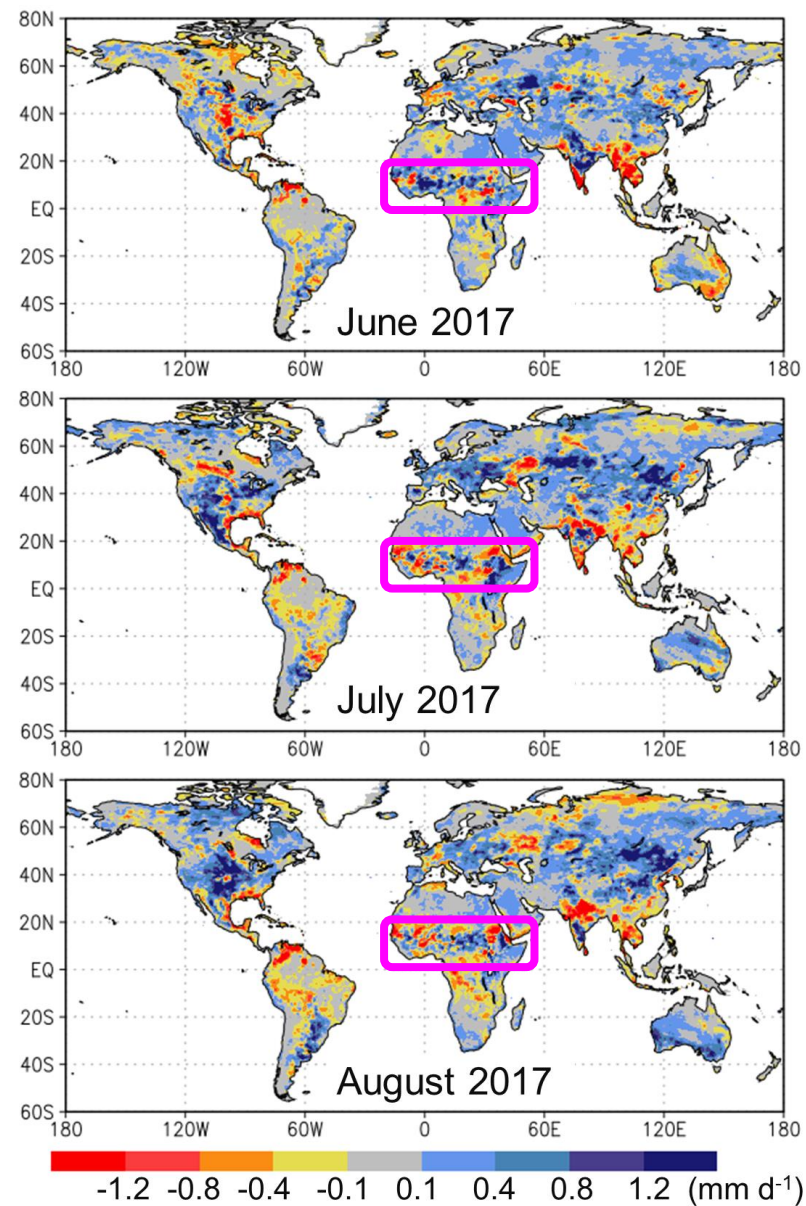 80N
60N
40N
20N
EQ
20S
40S
60S
June 2017
180 120W 60W 0 60E 120E 180
80N
60N
40N
20N
EQ
20S
40S
60S
July 2017
180 120W 60W 0 60E 120E 180
80N
60N
40N
20N
EQ
20S
40S
60S
August 2017
180 120W 60W 0 60E 120E 180
-1.2 -0.8 -0.4 -0.1 0.1 0.4 0.8 1.2 (mm d⁻¹)